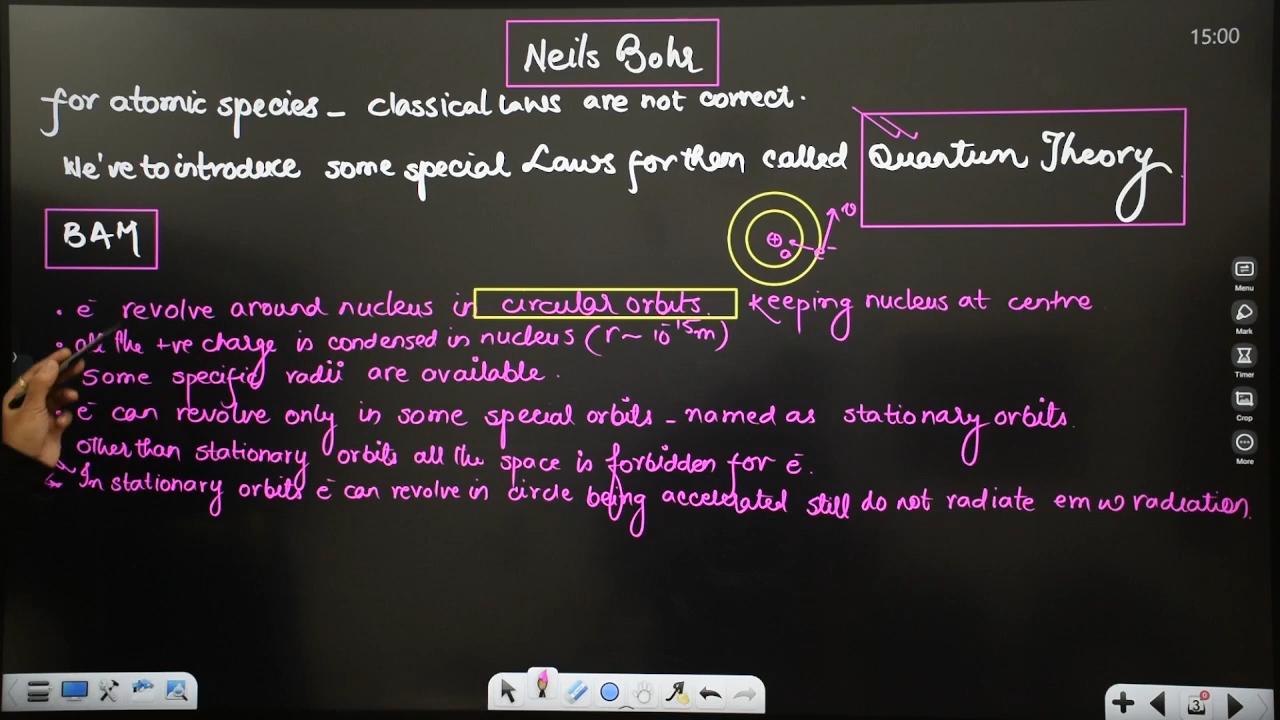 Neils Bohr
15:00
for atomic species - classical laws are not correct.
We've to introduce some special Laws for them called Quantum Theory
BAM
+
a
e-
v
. e- revolve around nucleus in circular orbits. Keeping nucleus at centre
. all the +ve charge is condensed in nucleus (r ~ 10^-15 m)
some specific radii are available.
. e- can revolve only in some special orbits - named as stationary orbits.
other than stationary orbits all the space is forbidden for e-.
In stationary orbits e- can revolve in circle being accelerated still do not radiate em w radiation.
Menu
Mark
Timer
Crop
More
3